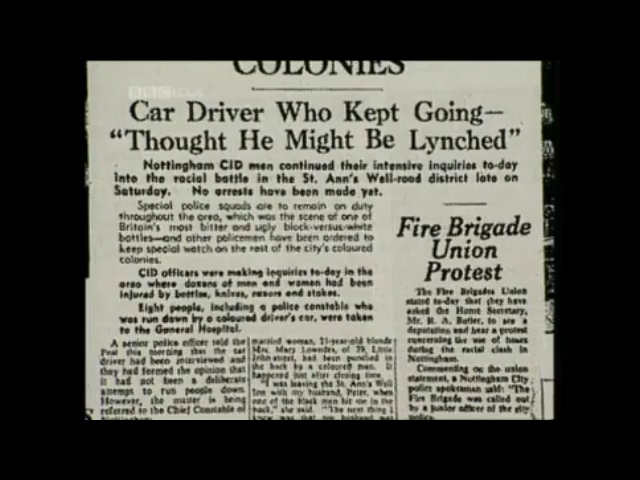 BBC FOUR
COLONIES
Car Driver Who Kept Going—
"Thought He Might Be Lynched"
Nottingham CID men continued their intensive inquiries to-day
into the racial battle in the St. Ann's Well-road district late on
Saturday. No arrests have been made yet.
Special police squads are to remain on duty
throughout the area, which was the scene of one of
Britain's most bitter and ugly black-versus-white
battles—and other policemen have been ordered to
keep special watch on the rest of the city's coloured
colonies.
CID officers were making inquiries to-day in the
area where dozens of men and women had been
injured by bottles, knives, razors and stakes.
Eight people, including a police constable who
was run down by a coloured driver's car, were taken
to the General Hospital.
A senior police officer told the
Post this morning that the car
driver had been interviewed and
they had formed the opinion that
it had not been a deliberate
attempt to run people down.
However, the matter is being
referred to the Chief Constable of
Nottingham
married woman, 21-year-old blonde
Mrs. Mary Lowndes, of 29, Little
John-street, had been punched in
the back by a coloured man. It
happened just after closing time.
"I was leaving the St. Ann's Well
Inn with my husband, Peter, when
one of the black men hit me in the
back," she said. "The next thing I
knew was that my husband was
Fire Brigade
Union
Protest
The Fire Brigades Union
stated to-day that they have
asked the Home Secretary,
Mr. R. A. Butler, to see a
deputation and hear a protest
concerning the use of hoses
during the racial clash in
Nottingham.
Commenting on the union
statement, a Nottingham City
police spokesman said: "The
Fire Brigade was called out
by a junior officer of the city
police.